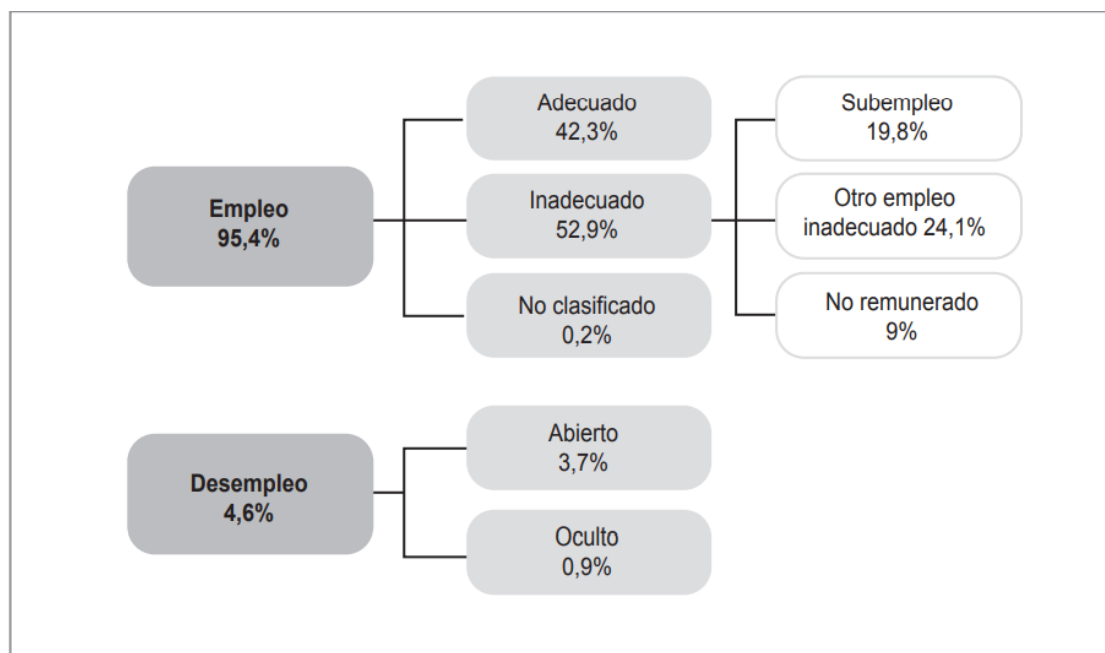 Empleo
95,4%
Adecuado
42,3%
Inadecuado
52,9%
No clasificado
0,2%
Subempleo
19,8%
Otro empleo
inadecuado 24,1%
No remunerado
9%
Desempleo
4,6%
Abierto
3,7%
Oculto
0,9%